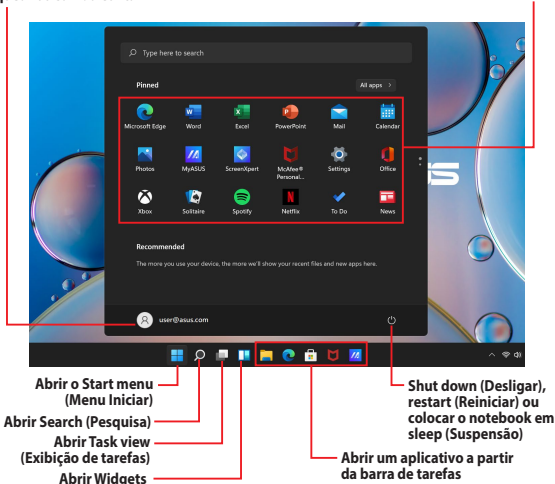 Type here to search
Pinned
All apps >
Microsoft Edge
Word
Excel
PowerPoint
Mail
Calendar
Photos
MyASUS
ScreenXpert
McAfee®
Personal...
Settings
Office
Xbox
Solitaire
Spotify
Netflix
To Do
News
Recommended
The more you use your device, the more we'll show your recent files and new apps here.
user@asus.com
Abrir o Start menu
(Menu Iniciar)
Abrir Search (Pesquisa)
Abrir Task view
(Exibição de tarefas)
Abrir Widgets
Shut down (Desligar),
restart (Reiniciar) ou
colocar o notebook em
sleep (Suspensão)
Abrir um aplicativo a partir
da barra de tarefas